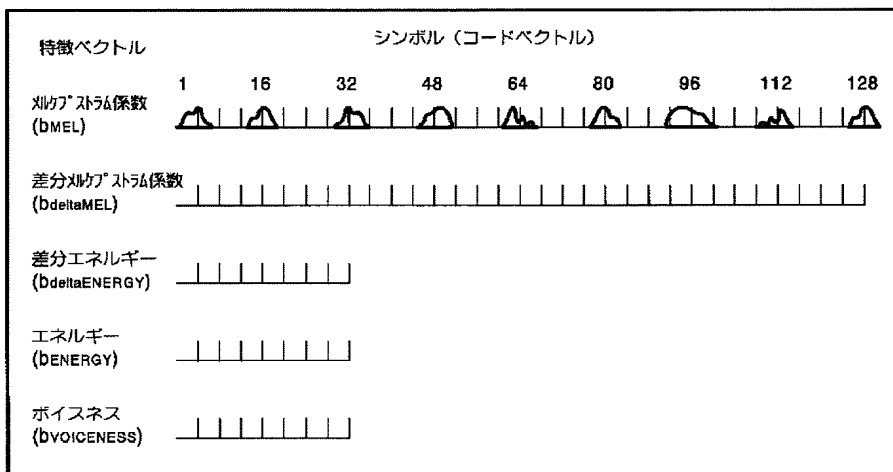 特徴ベクトル
シンボル（コードベクトル）
1 16 32 48 64 80 96 112 128
ﾒﾙｹﾌﾟｽﾄﾗﾑ係数
(bMEL)
差分ﾒﾙｹﾌﾟｽﾄﾗﾑ係数
(bdeltaMEL)
差分エネルギー
(bdeltaENERGY)
エネルギー
(bENERGY)
ボイスネス
(bVOICENESS)